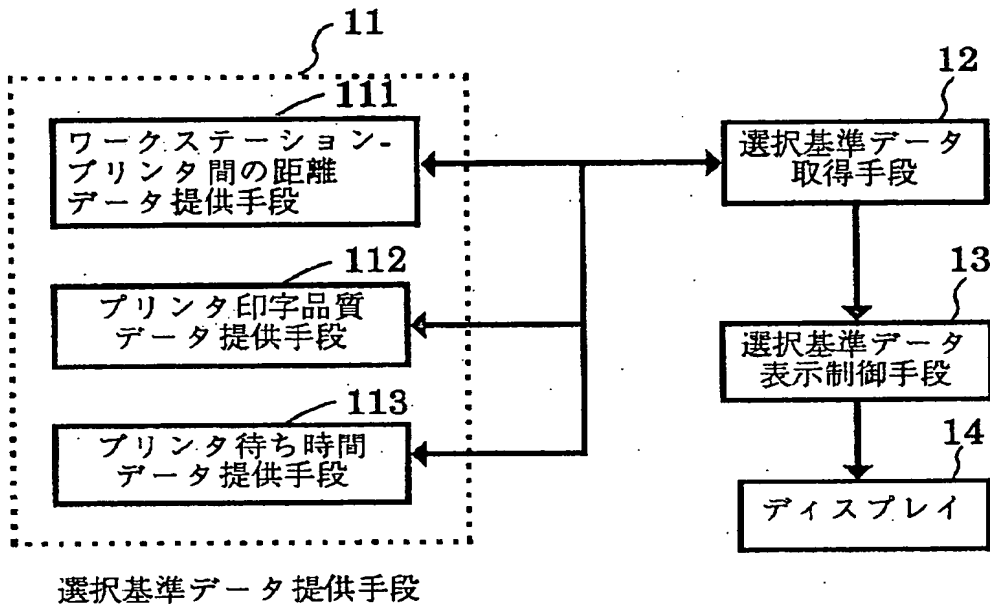 11
111
ワークステーション-
プリンタ間の距離
データ提供手段
112
プリンタ印字品質
データ提供手段
113
プリンタ待ち時間
データ提供手段
選択基準データ提供手段
12
選択基準データ
取得手段
13
選択基準データ
表示制御手段
14
ディスプレイ